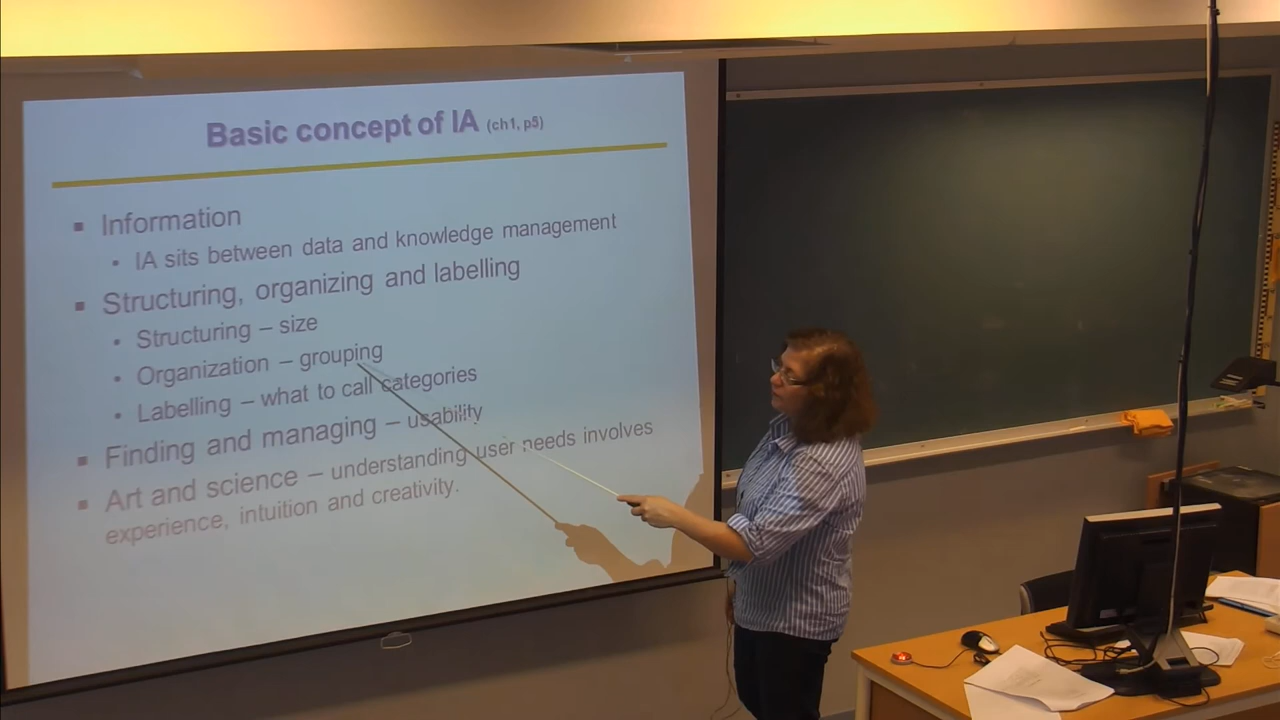 Basic concept of IA (ch1, p5)
▪ Information
• IA sits between data and knowledge management
▪ Structuring, organizing and labelling
• Structuring – size
• Organization – grouping
• Labelling – what to call categories
▪ Finding and managing – usability
▪ Art and science – understanding user needs involves
experience, intuition and creativity.